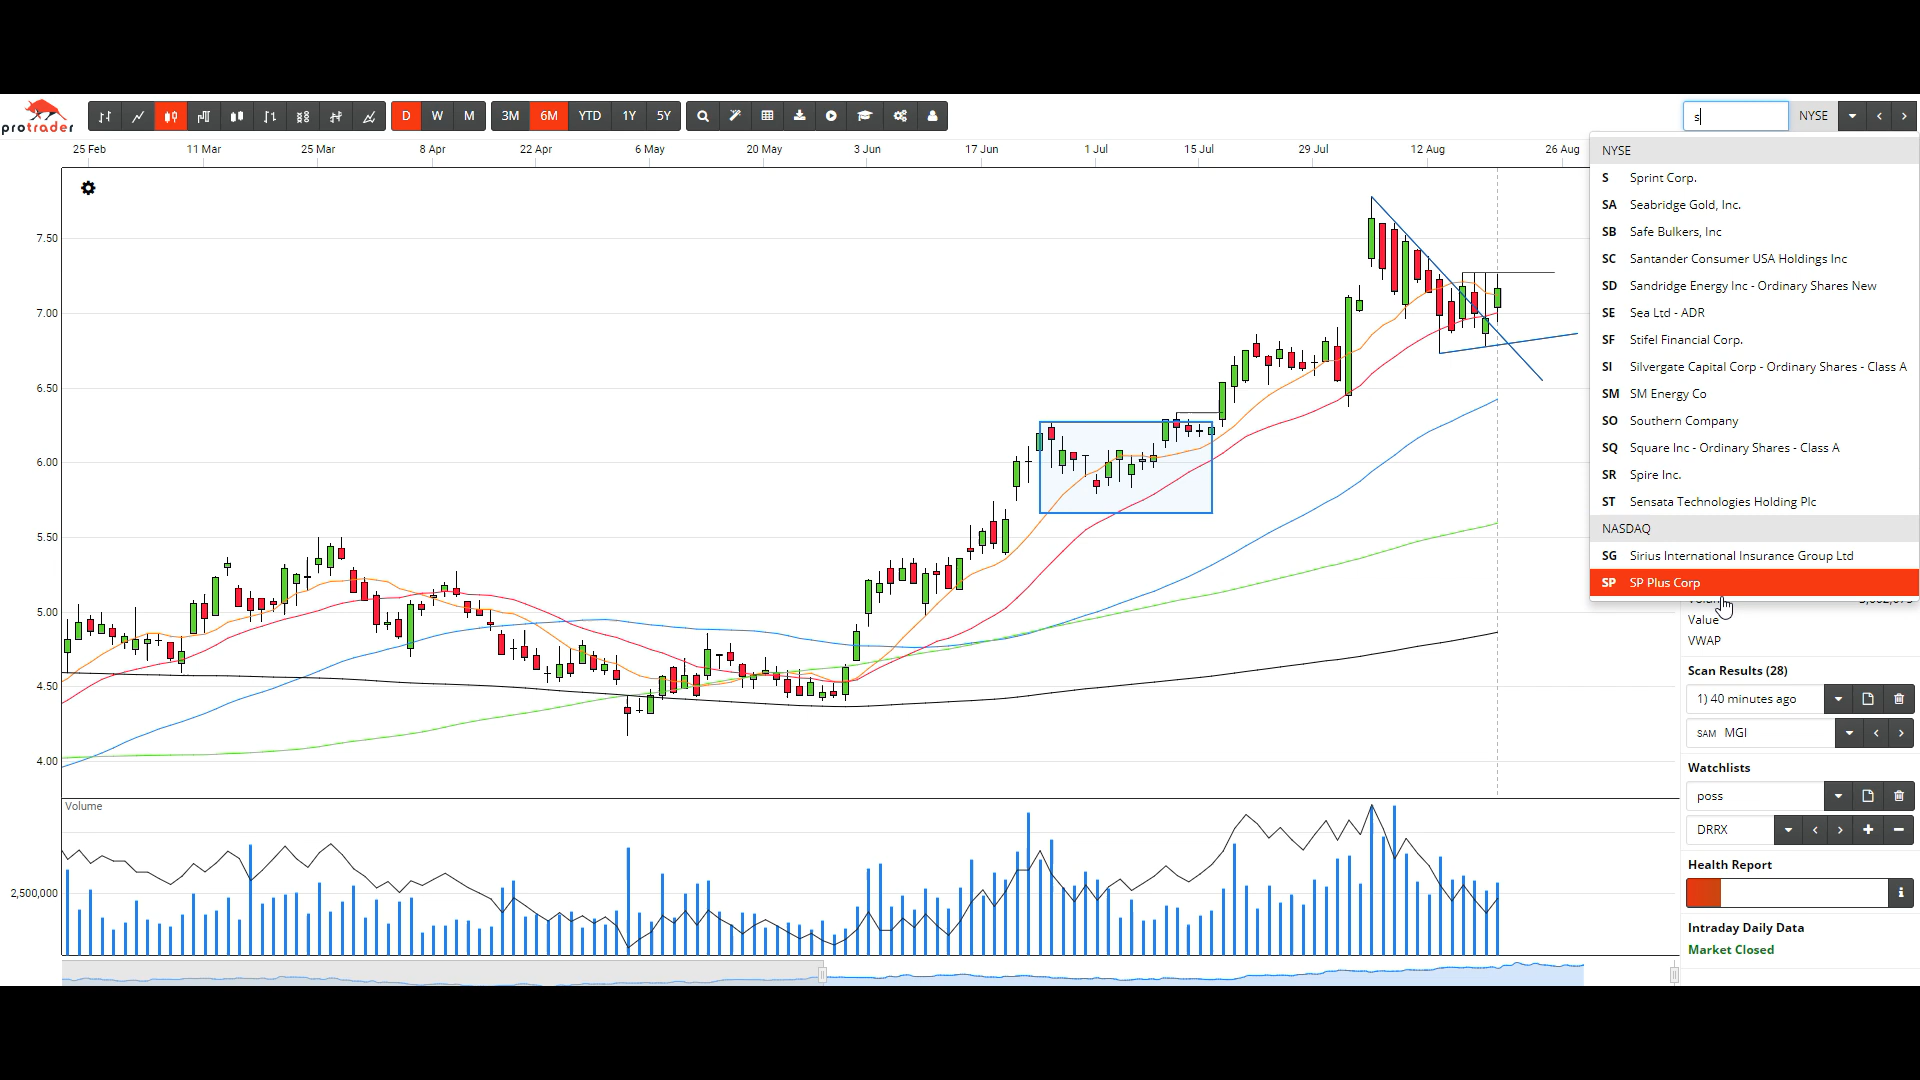 protrader
D W M 3M 6M YTD 1Y 5Y
s NYSE
25 Feb 11 Mar 25 Mar 8 Apr 22 Apr 6 May 20 May 3 Jun 17 Jun 1 Jul 15 Jul 29 Jul 12 Aug 26 Aug
NYSE
S Sprint Corp.
SA Seabridge Gold, Inc.
SB Safe Bulkers, Inc
SC Santander Consumer USA Holdings Inc
SD Sandridge Energy Inc - Ordinary Shares New
SE Sea Ltd - ADR
SF Stifel Financial Corp.
SI Silvergate Capital Corp - Ordinary Shares - Class A
SM SM Energy Co
SO Southern Company
SQ Square Inc - Ordinary Shares - Class A
SR Spire Inc.
ST Sensata Technologies Holding Plc
NASDAQ
SG Sirius International Insurance Group Ltd
SP SP Plus Corp
7.50
7.00
6.50
6.00
5.50
5.00
4.50
4.00
Volume
2,500,000
Value
VWAP
Scan Results (28)
1) 40 minutes ago
SAM MGI
Watchlists
poss
DRRX
Health Report
Intraday Daily Data
Market Closed